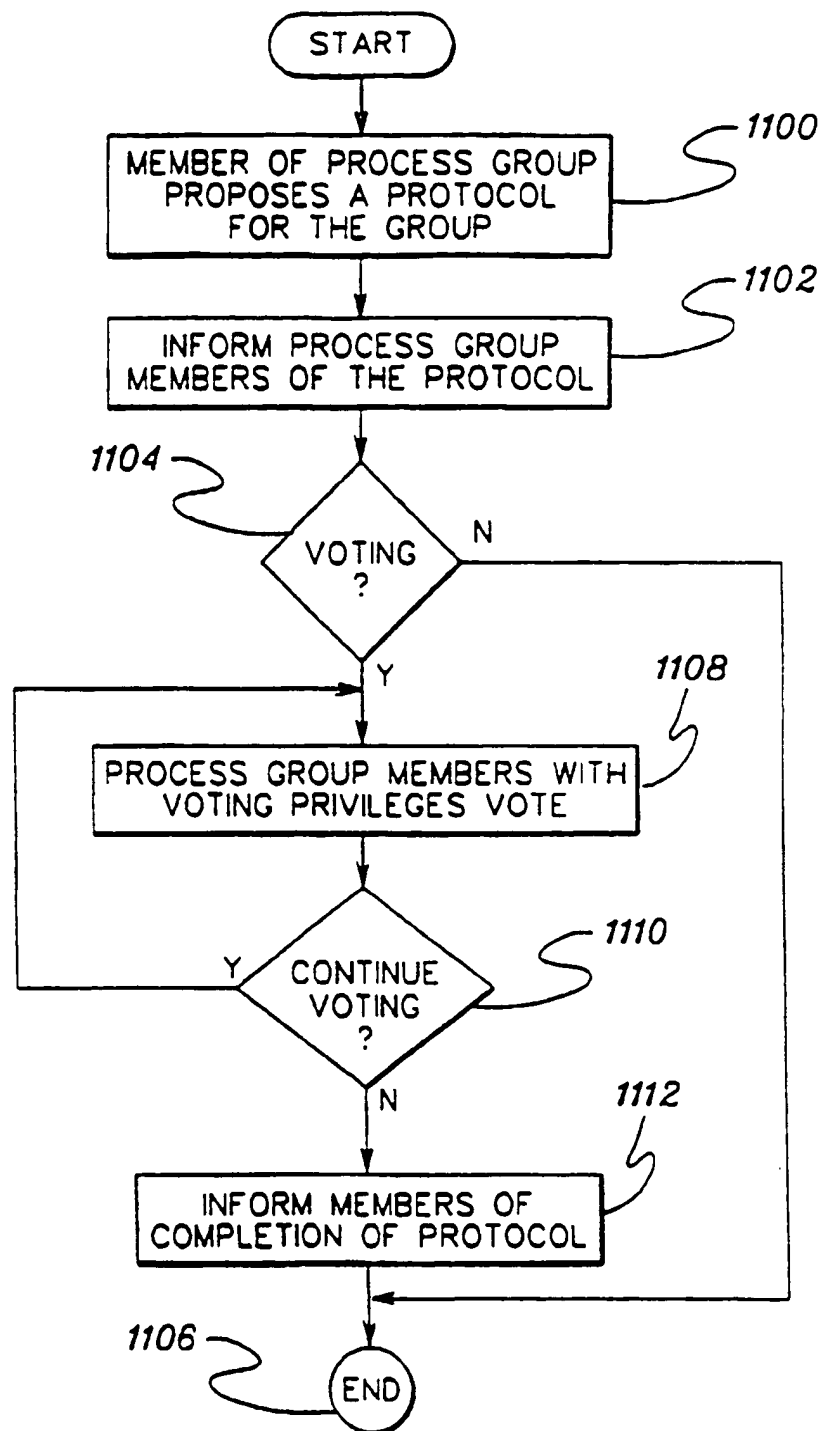 START
MEMBER OF PROCESS GROUP
PROPOSES A PROTOCOL
FOR THE GROUP
1100
INFORM PROCESS GROUP
MEMBERS OF THE PROTOCOL
1102
1104
VOTING
?
N
Y
1108
PROCESS GROUP MEMBERS WITH
VOTING PRIVILEGES VOTE
1110
Y
CONTINUE
VOTING
?
N
1112
INFORM MEMBERS OF
COMPLETION OF PROTOCOL
1106
END